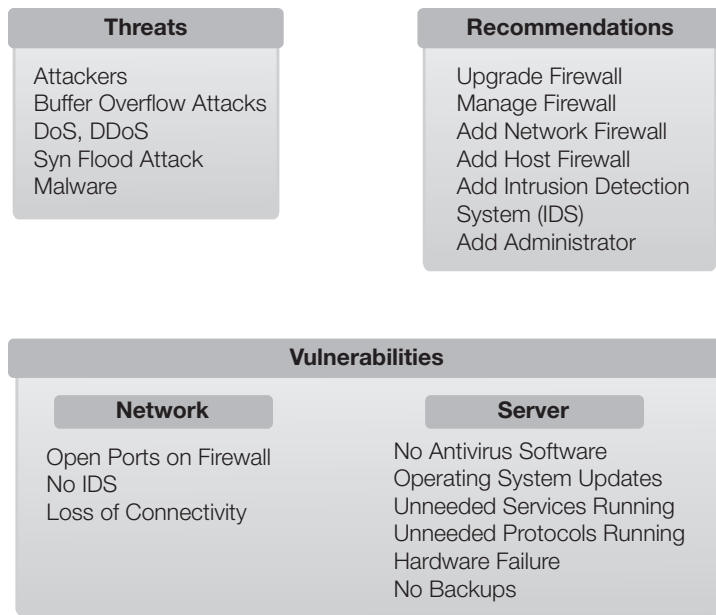 Threats
Attackers
Buffer Overflow Attacks
DoS, DDoS
Syn Flood Attack
Malware
Recommendations
Upgrade Firewall
Manage Firewall
Add Network Firewall
Add Host Firewall
Add Intrusion Detection
System (IDS)
Add Administrator
Vulnerabilities
Network
Open Ports on Firewall
No IDS
Loss of Connectivity
Server
No Antivirus Software
Operating System Updates
Unneeded Services Running
Unneeded Protocols Running
Hardware Failure
No Backups